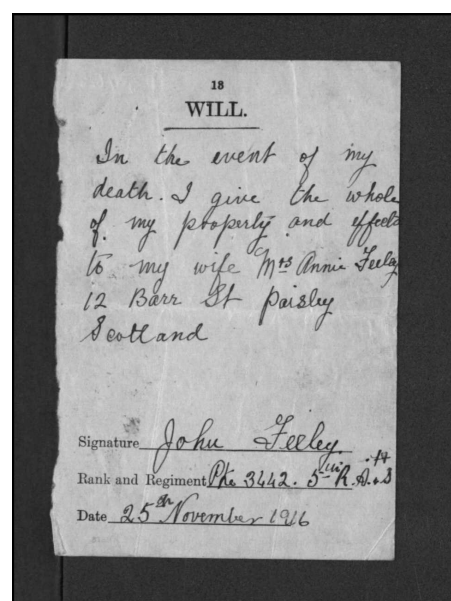 18
WILL.
In the event of my
death. I give the whole
of my property and effects
to my wife Mrs Annie Feeley
12 Barr St Paisley
Scotland
Signature John Feeley.
Rank and Regiment Pte 3442. 5th R.A.&S H
Date 25th November 1916